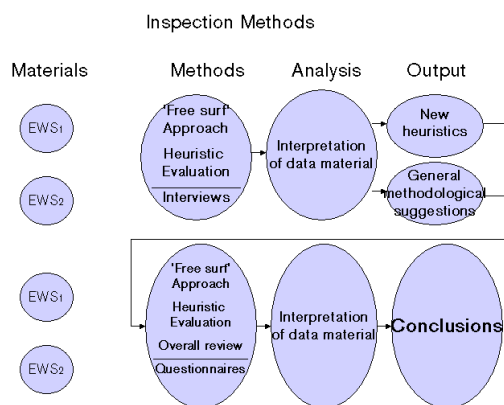 Inspection Methods
Materials Methods Analysis Output
EWS1
EWS2
'Free surf'
Approach
Heuristic
Evaluation
Interviews
Interpretation
of data material
New
heuristics
General
methodological
suggestions
EWS1
EWS2
'Free surf'
Approach
Heuristic
Evaluation
Overall review
Questionnaires
Interpretation
of data material
Conclusions